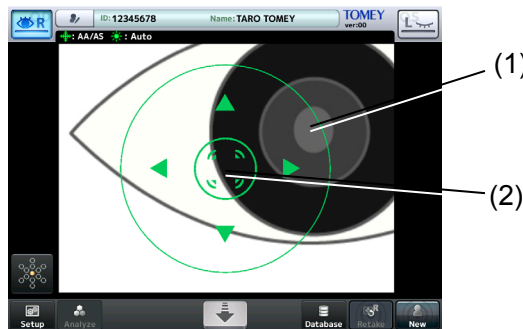 R
ID: 12345678
Name: TARO TOMEY
TOMEY
ver:00
L
: AA/AS : Auto
(1)
(2)
Setup
Analyze
Database
Retake
New